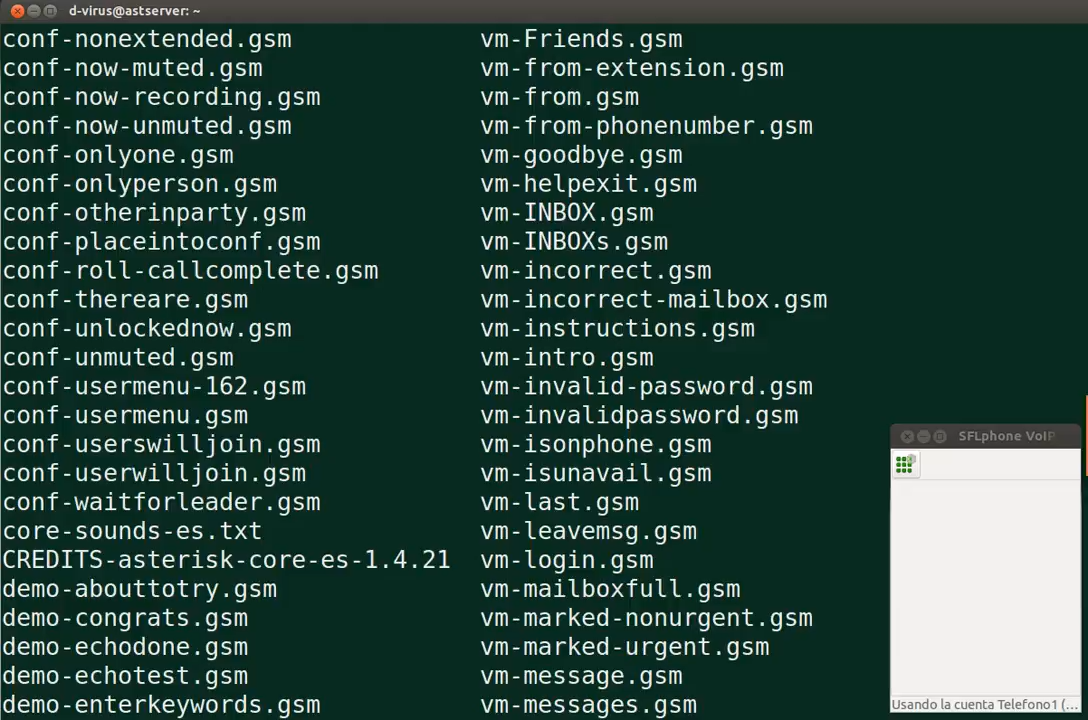 d-virus@astserver: ~
conf-nonextended.gsm vm-Friends.gsm
conf-now-muted.gsm vm-from-extension.gsm
conf-now-recording.gsm vm-from.gsm
conf-now-unmuted.gsm vm-from-phonenumber.gsm
conf-onlyone.gsm vm-goodbye.gsm
conf-onlyperson.gsm vm-helpexit.gsm
conf-otherinparty.gsm vm-INBOX.gsm
conf-placeintoconf.gsm vm-INBOXs.gsm
conf-roll-callcomplete.gsm vm-incorrect.gsm
conf-thereare.gsm vm-incorrect-mailbox.gsm
conf-unlockednow.gsm vm-instructions.gsm
conf-unmuted.gsm vm-intro.gsm
conf-usermenu-162.gsm vm-invalid-password.gsm
conf-usermenu.gsm vm-invalidpassword.gsm
conf-userswilljoin.gsm vm-isonphone.gsm
conf-userwilljoin.gsm vm-isunavail.gsm
conf-waitforleader.gsm vm-last.gsm
core-sounds-es.txt vm-leavemsg.gsm
CREDITS-asterisk-core-es-1.4.21 vm-login.gsm
demo-abouttotry.gsm vm-mailboxfull.gsm
demo-congrats.gsm vm-marked-nonurgent.gsm
demo-echodone.gsm vm-marked-urgent.gsm
demo-echotest.gsm vm-message.gsm
demo-enterkeywords.gsm vm-messages.gsm
SFLphone VoIP
Usando la cuenta Telefono1 (...